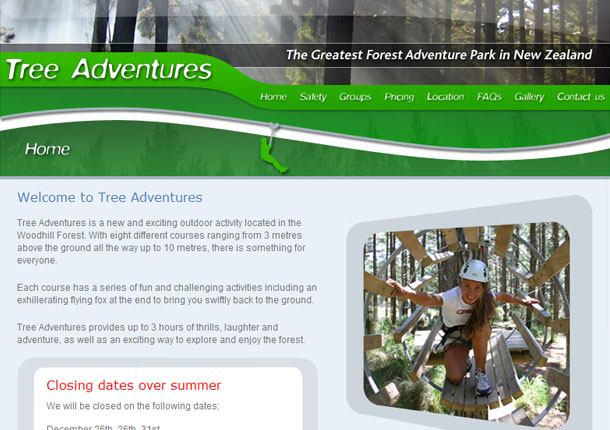 The Greatest Forest Adventure Park in New Zealand
Tree Adventures
Home Safety Groups Pricing Location FAQs Gallery Contact us
Home
Welcome to Tree Adventures
Tree Adventures is a new and exciting outdoor activity located in the
Woodhill Forest. With eight different courses ranging from 3 metres
above the ground all the way up to 10 metres, there is something for
everyone.
Each course has a series of fun and challenging activities including an
exhillerating flying fox at the end to bring you swiftly back to the ground.
Tree Adventures provides up to 3 hours of thrills, laughter and
adventure, as well as an exciting way to explore and enjoy the forest.
Closing dates over summer
We will be closed on the following dates:
December 25th, 26th, 31st